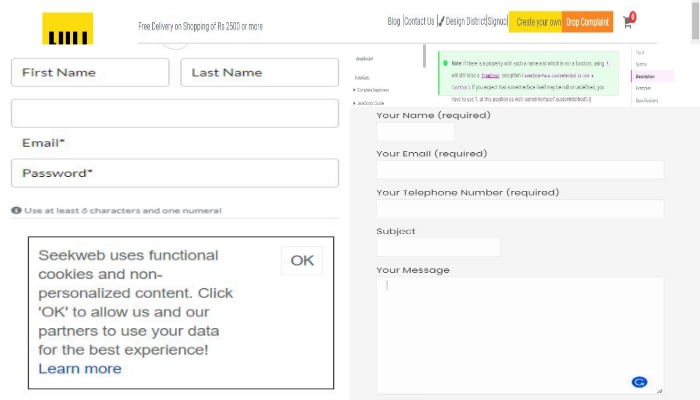 Free Delivery on Shopping of Rs 2500 or more
Blog |Contact Us | Design District|Signup
Create your own
Drop Complaint
First Name
Last Name
Email*
Password*
Use at least 6 characters and one numeral
Seekweb uses functional
cookies and non-
personalized content. Click
'OK' to allow us and our
partners to use your data
for the best experience!
Learn more
OK
JavaScript
Tutorials
Complete beginners
JavaScript Guide
Note: If there is a property with such a name and which is not a function, using ?.
will still raise a TypeError exception (someInterface.customMethod is not a
function). If you expect that someInterface itself may be null or undefined, you
have to use ?. at this position as well: someInterface?.customMethod?.()
Try it
Syntax
Description
Examples
Specifications
Your Name (required)
Your Email (required)
Your Telephone Number (required)
Subject
Your Message